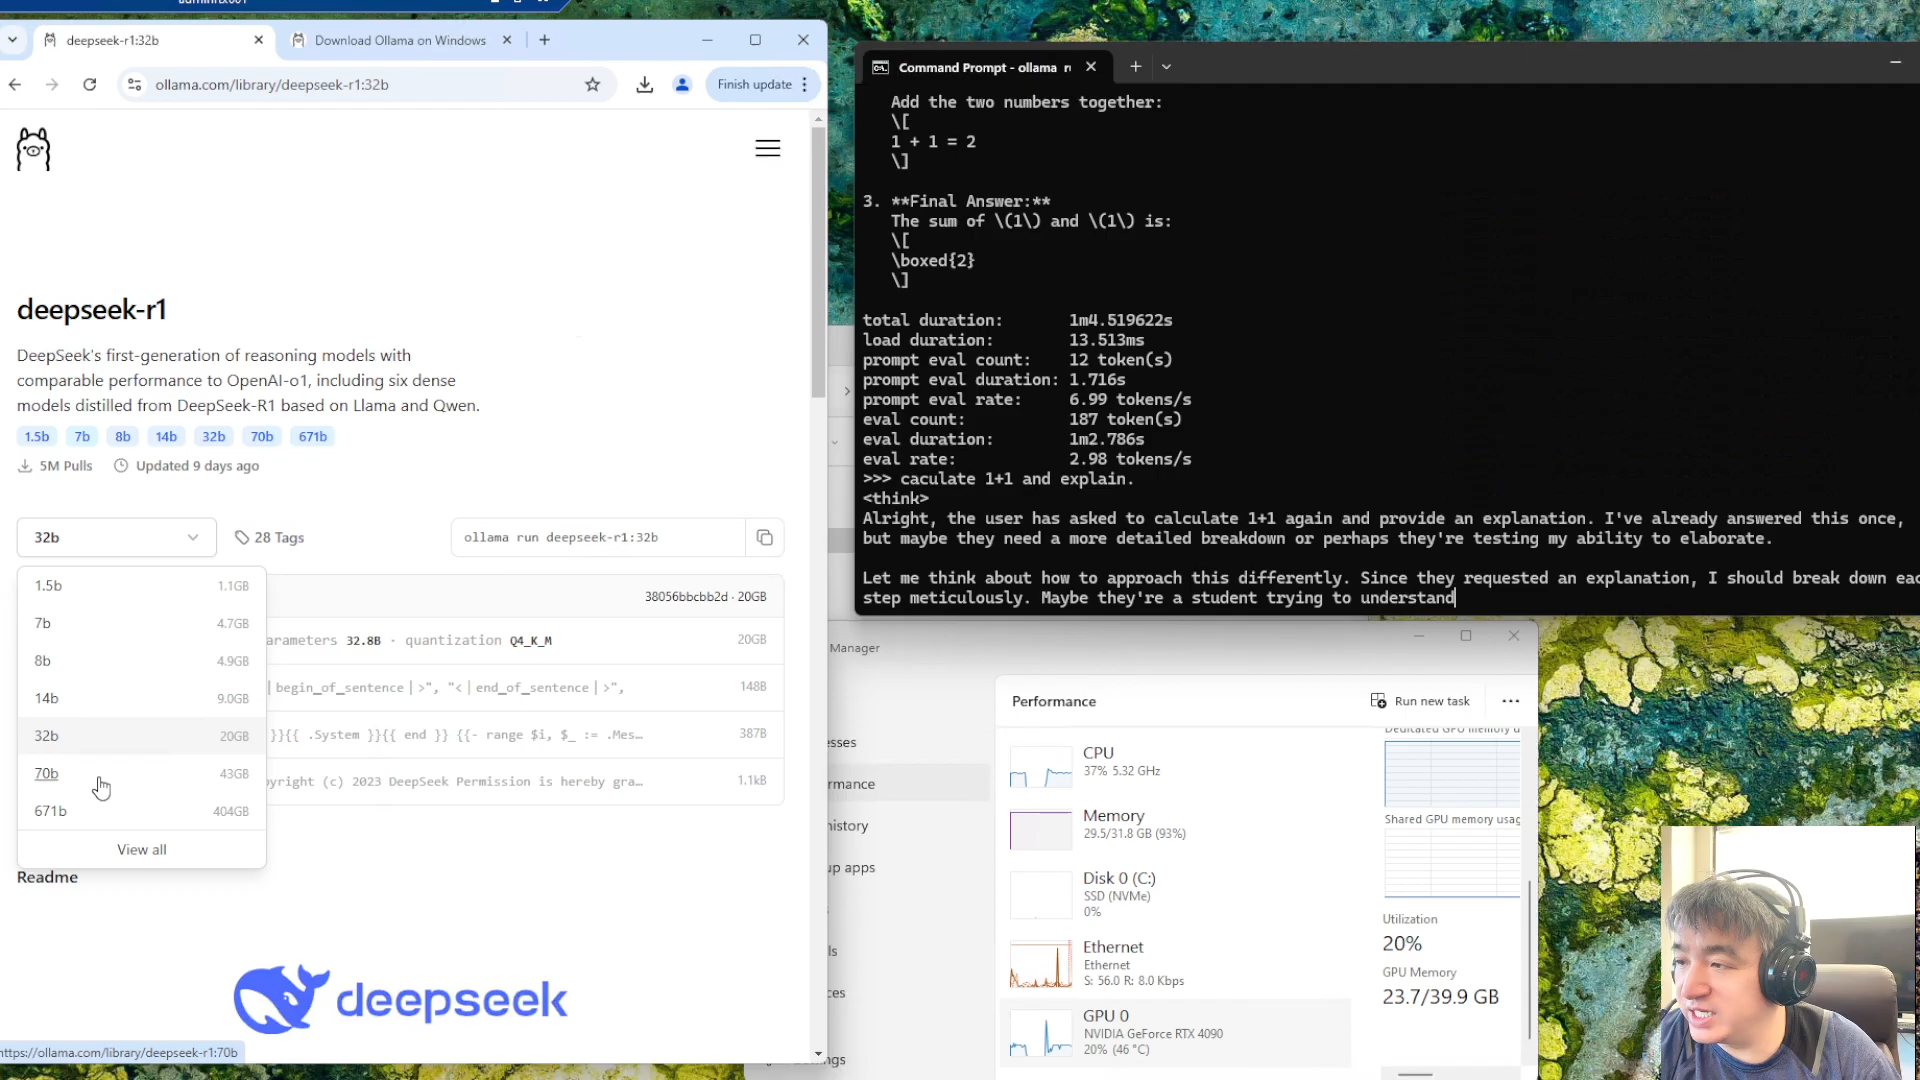 deepseek-r1:32b
Download Ollama on Windows
ollama.com/library/deepseek-r1:32b
Finish update
deepseek-r1
DeepSeek's first-generation of reasoning models with
comparable performance to OpenAI-o1, including six dense
models distilled from DeepSeek-R1 based on Llama and Qwen.
1.5b 7b 8b 14b 32b 70b 671b
5M Pulls Updated 9 days ago
32b
28 Tags
ollama run deepseek-r1:32b
38056bbcbb2d · 20GB
1.5b 1.1GB
7b 4.7GB
8b 4.9GB
14b 9.0GB
32b 20GB
70b 43GB
671b 404GB
View all
arameters 32.8B · quantization Q4_K_M 20GB
begin_of_sentence|>", "<|end_of_sentence|>", 148B
}}{{ .System }}{{ end }} {{- range $i, $_ := .Mes… 387B
yright (c) 2023 DeepSeek Permission is hereby gra… 1.1kB
Readme
deepseek
https://ollama.com/library/deepseek-r1:70b
Command Prompt - ollama r
Add the two numbers together:
\[
1 + 1 = 2
\]
3. **Final Answer:**
The sum of \(1\) and \(1\) is:
\[
\boxed{2}
\]
total duration: 1m4.519622s
load duration: 13.513ms
prompt eval count: 12 token(s)
prompt eval duration: 1.716s
prompt eval rate: 6.99 tokens/s
eval count: 187 token(s)
eval duration: 1m2.786s
eval rate: 2.98 tokens/s
>>> caculate 1+1 and explain.
<think>
Alright, the user has asked to calculate 1+1 again and provide an explanation. I've already answered this once,
but maybe they need a more detailed breakdown or perhaps they're testing my ability to elaborate.
Let me think about how to approach this differently. Since they requested an explanation, I should break down eac
step meticulously. Maybe they're a student trying to understand
Manager
esses
rmance
history
up apps
Performance
Run new task
CPU
37% 5.32 GHz
Memory
29.5/31.8 GB (93%)
Disk 0 (C:)
SSD (NVMe)
0%
Ethernet
Ethernet
S: 56.0 R: 8.0 Kbps
GPU 0
NVIDIA GeForce RTX 4090
20% (46 °C)
Dedicated GPU memory u
Shared GPU memory usag
Utilization
20%
GPU Memory
23.7/39.9 GB